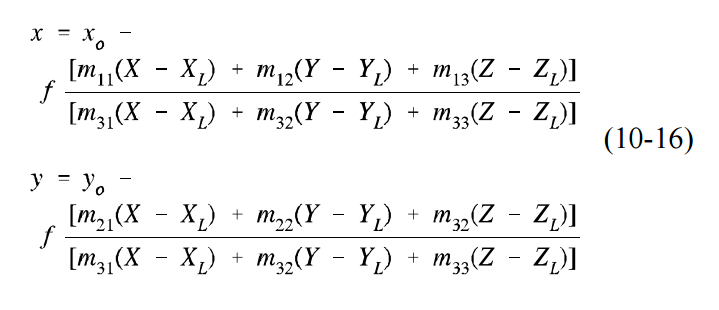 x = x_o −
f [m_11(X − X_L) + m_12(Y − Y_L) + m_13(Z − Z_L)]
[m_31(X − X_L) + m_32(Y − Y_L) + m_33(Z − Z_L)]
(10-16)
y = y_o −
f [m_21(X − X_L) + m_22(Y − Y_L) + m_32(Z − Z_L)]
[m_31(X − X_L) + m_32(Y − Y_L) + m_33(Z − Z_L)]